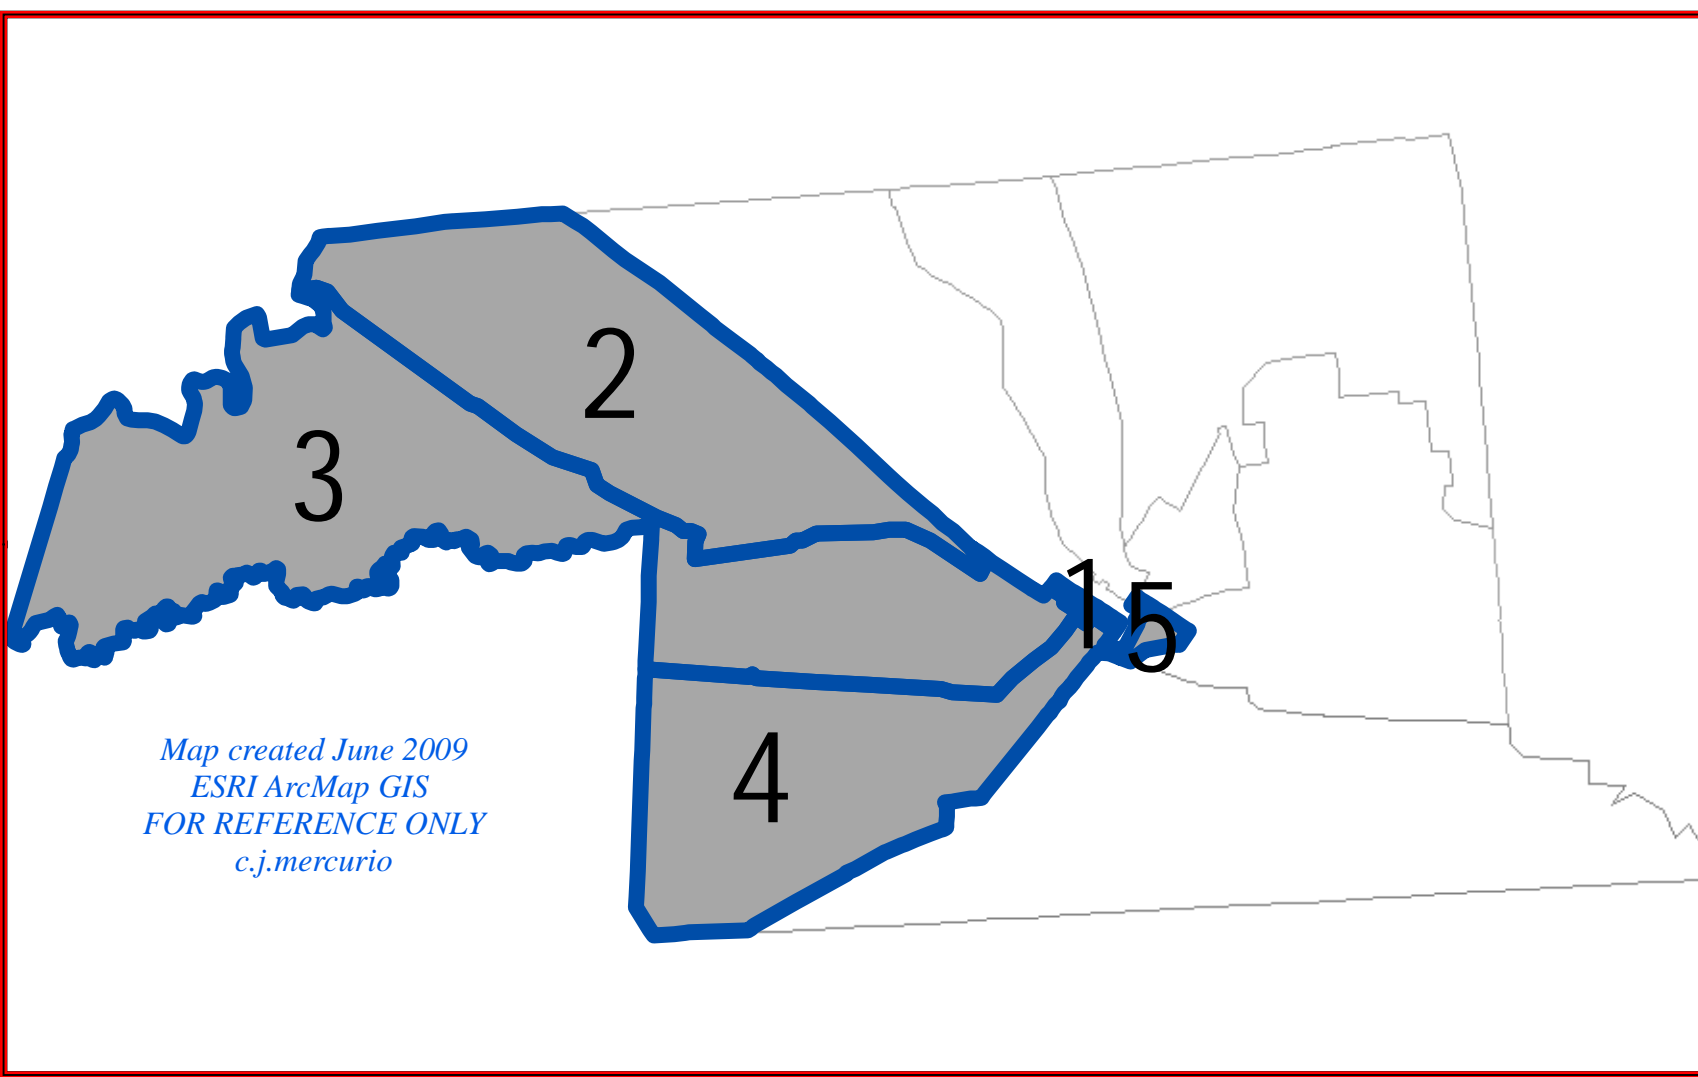 2
3
1
5
4
Map created June 2009
ESRI ArcMap GIS
FOR REFERENCE ONLY
c.j.mercurio